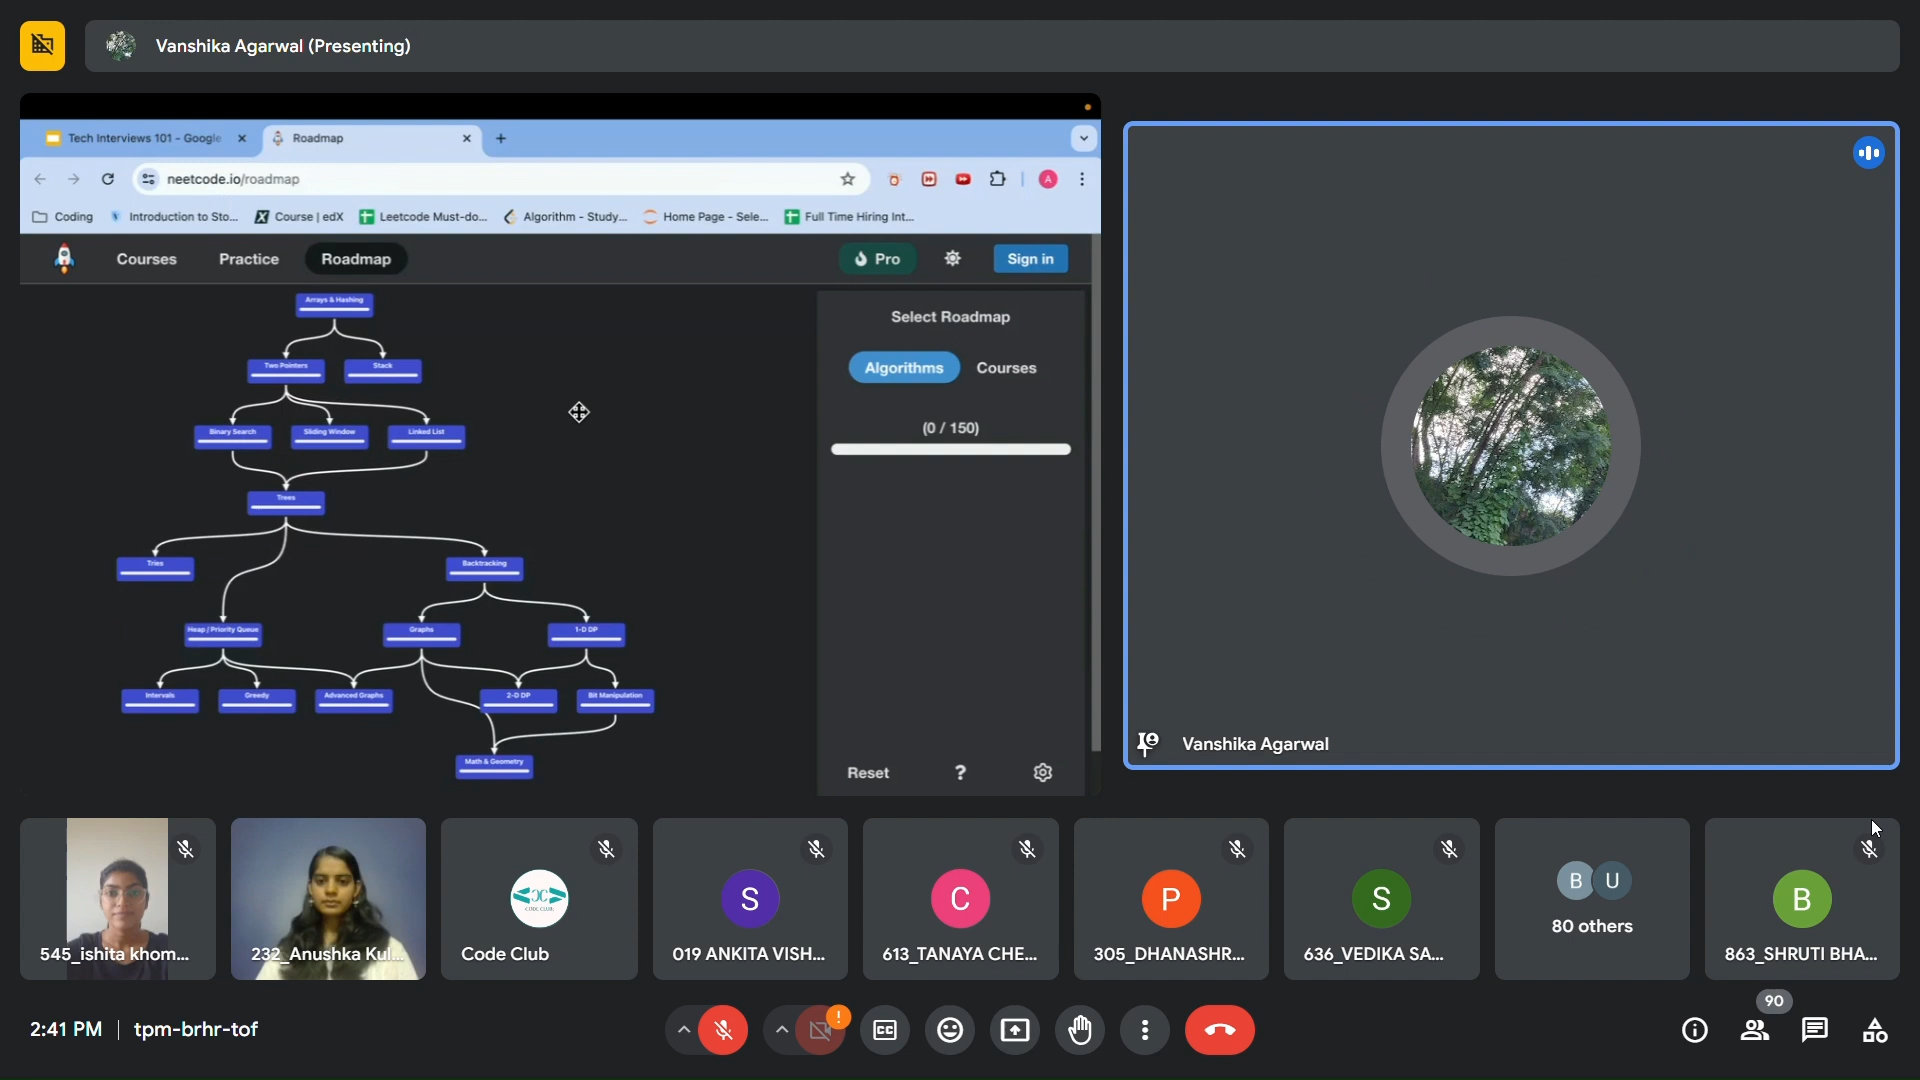 Vanshika Agarwal (Presenting)
Tech Interviews 101 - Google
Roadmap
neetcode.io/roadmap
A
Coding
Introduction to Sto...
Course | edX
Leetcode Must-do...
Algorithm - Study...
Home Page - Sele...
Full Time Hiring Int...
Courses
Practice
Roadmap
Pro
Sign in
Arrays & Hashing
Two Pointers
Stack
Binary Search
Sliding Window
Linked List
Trees
Tries
Backtracking
Heap / Priority Queue
Graphs
1-D DP
Intervals
Greedy
Advanced Graphs
2-D DP
Bit Manipulation
Math & Geometry
Select Roadmap
Algorithms
Courses
(0 / 150)
Reset
?
Vanshika Agarwal
545_ishita khom...
232_Anushka Kul...
CODE CLUB
Code Club
S
019 ANKITA VISH...
C
613_TANAYA CHE...
P
305_DHANASHR...
S
636_VEDIKA SA...
B U
80 others
B
863_SHRUTI BHA...
2:41 PM | tpm-brhr-tof
!
CC
90